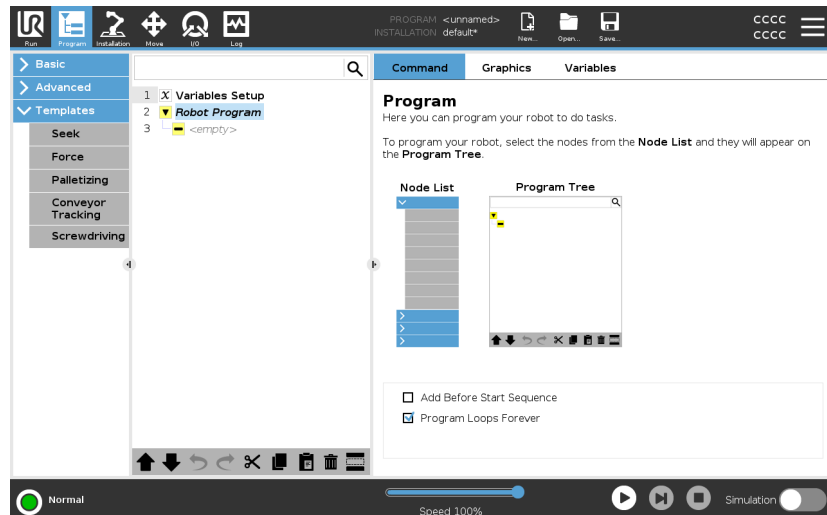 UR
Run
Program
Installation
Move
I/O
Log
PROGRAM <unnamed>
INSTALLATION default*
New...
Open...
Save...
cccc
cccc
Basic
Advanced
Templates
Seek
Force
Palletizing
Conveyor
Tracking
Screwdriving
1 X Variables Setup
2 Robot Program
3 <empty>
Command Graphics Variables
Program
Here you can program your robot to do tasks.
To program your robot, select the nodes from the Node List and they will appear on
the Program Tree.
Node List Program Tree
Add Before Start Sequence
Program Loops Forever
Normal
Speed 100%
Simulation